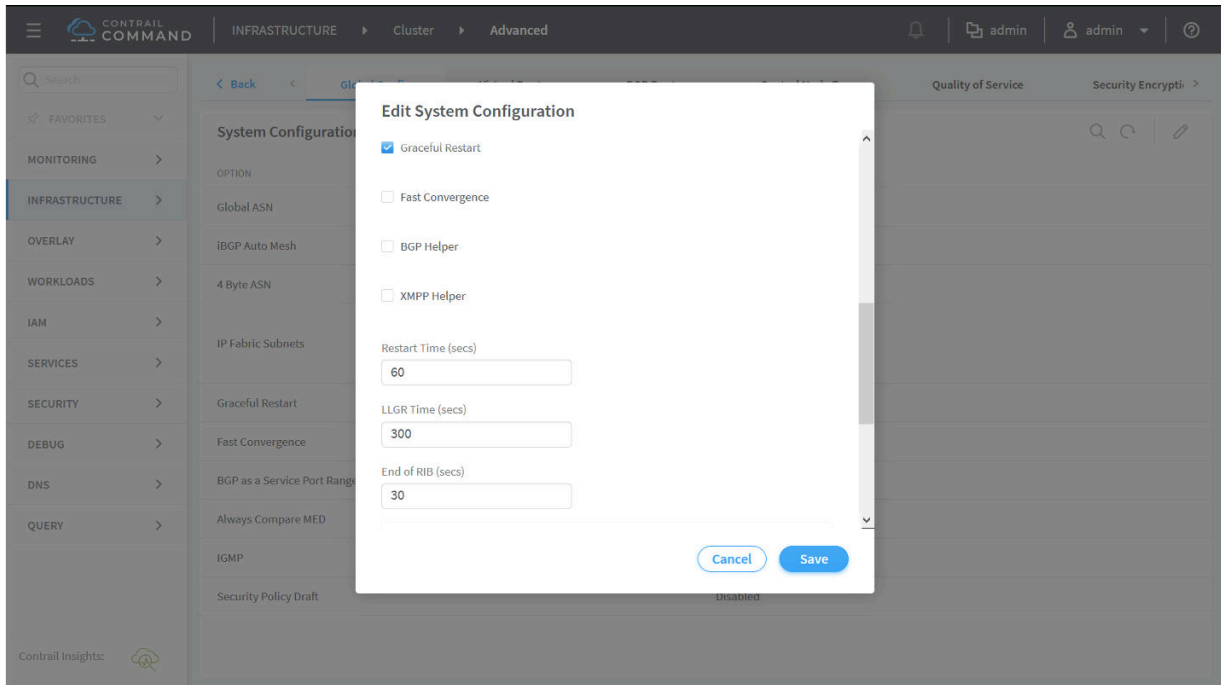 CONTRAIL
COMMAND
INFRASTRUCTURE
Cluster
Advanced
admin
admin
Search
Back
Quality of Service
FAVORITES
MONITORING
INFRASTRUCTURE
OVERLAY
WORKLOADS
IAM
SERVICES
SECURITY
DEBUG
DNS
QUERY
Contrail Insights:
System Configuration
OPTION
Global ASN
iBGP Auto Mesh
4 Byte ASN
IP Fabric Subnets
Graceful Restart
Fast Convergence
BGP as a Service Port Range
Always Compare MED
IGMP
Security Policy Draft
Disabled
Edit System Configuration
Graceful Restart
Fast Convergence
BGP Helper
XMPP Helper
Restart Time (secs)
60
LLGR Time (secs)
300
End of RIB (secs)
30
Cancel
Save